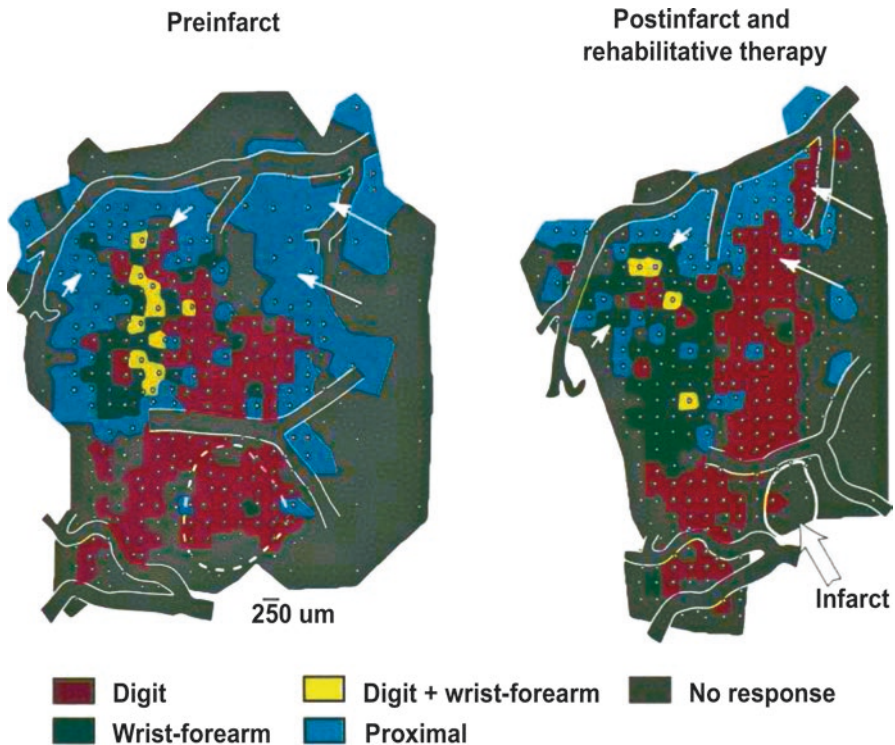 Preinfarct
Postinfarct and
rehabilitative therapy
250 um
Infarct
Digit
Digit + wrist-forearm
No response
Wrist-forearm
Proximal